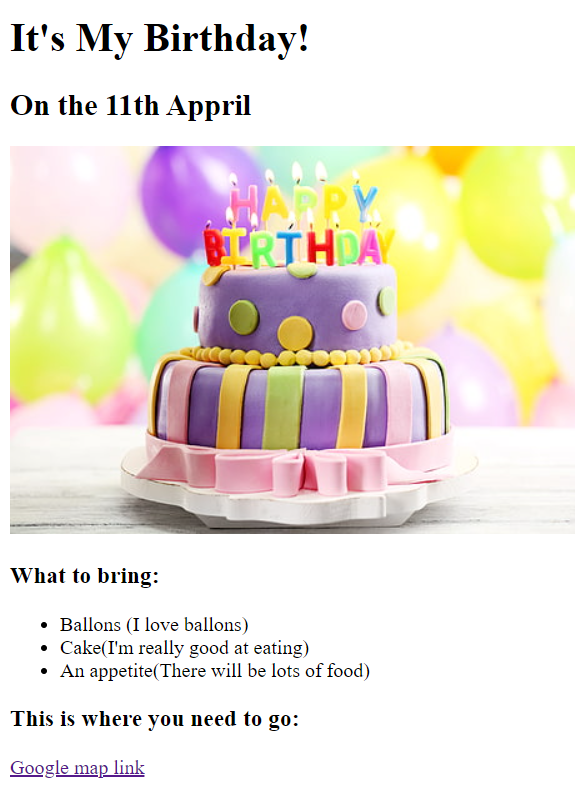 It's My Birthday!
On the 11th Appril
HAPPY
BIRTHDAY
What to bring:
Ballons (I love ballons)
Cake(I'm really good at eating)
An appetite(There will be lots of food)
This is where you need to go:
Google map link